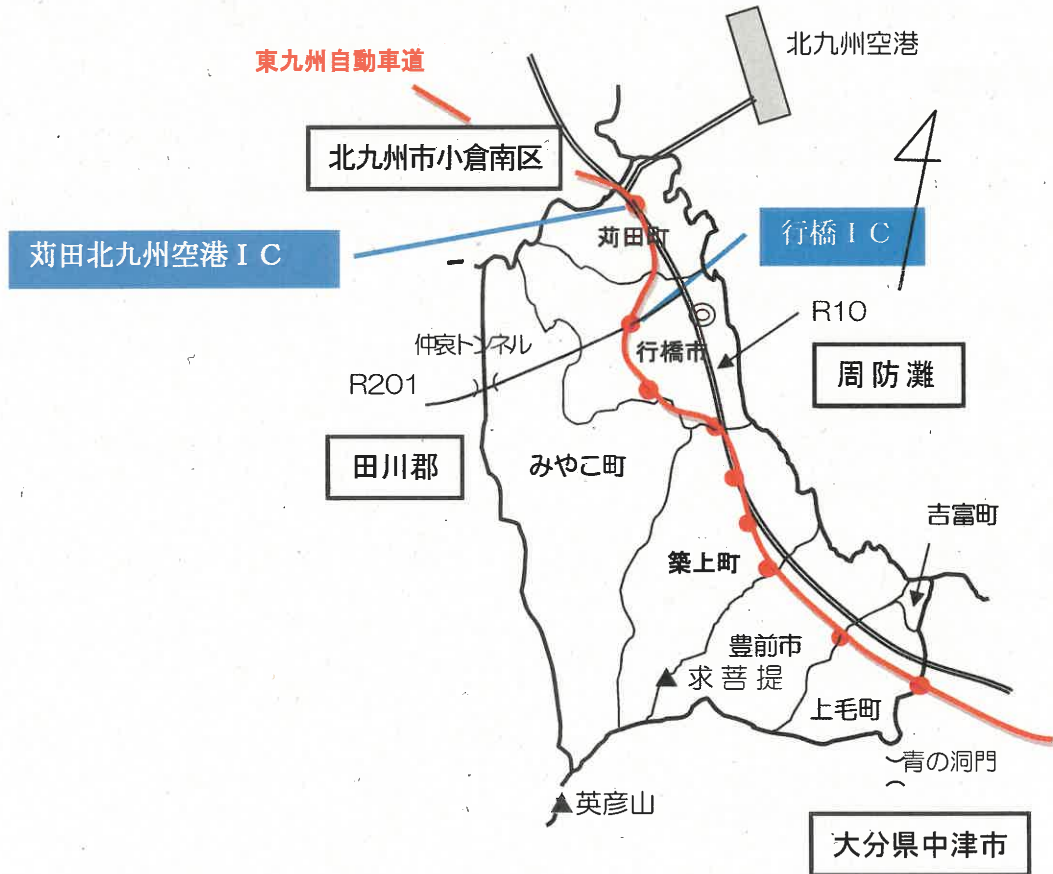 北九州空港
東九州自動車道
北九州市小倉南区
苅田北九州空港ＩＣ
苅田町
行橋ＩＣ
R10
仲哀トンネル
行橋市
R201
周防灘
田川郡
みやこ町
吉富町
築上町
豊前市
求菩提
上毛町
青の洞門
英彦山
大分県中津市